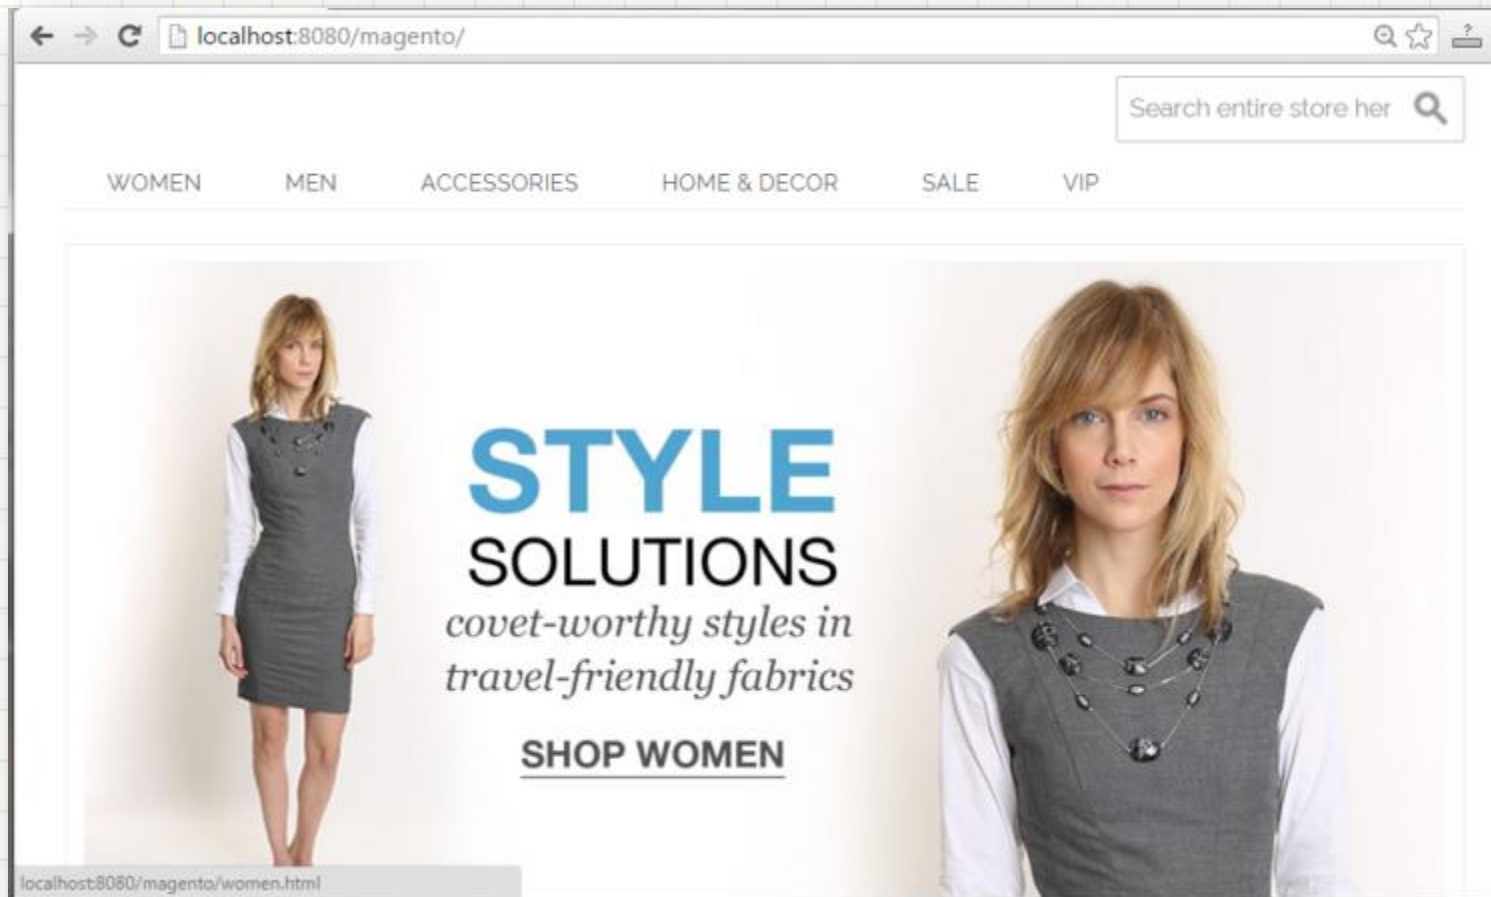 localhost:8080/magento/
Search entire store her
WOMEN MEN ACCESSORIES HOME & DECOR SALE VIP
STYLE
SOLUTIONS
covet-worthy styles in
travel-friendly fabrics
SHOP WOMEN
localhost:8080/magento/women.html